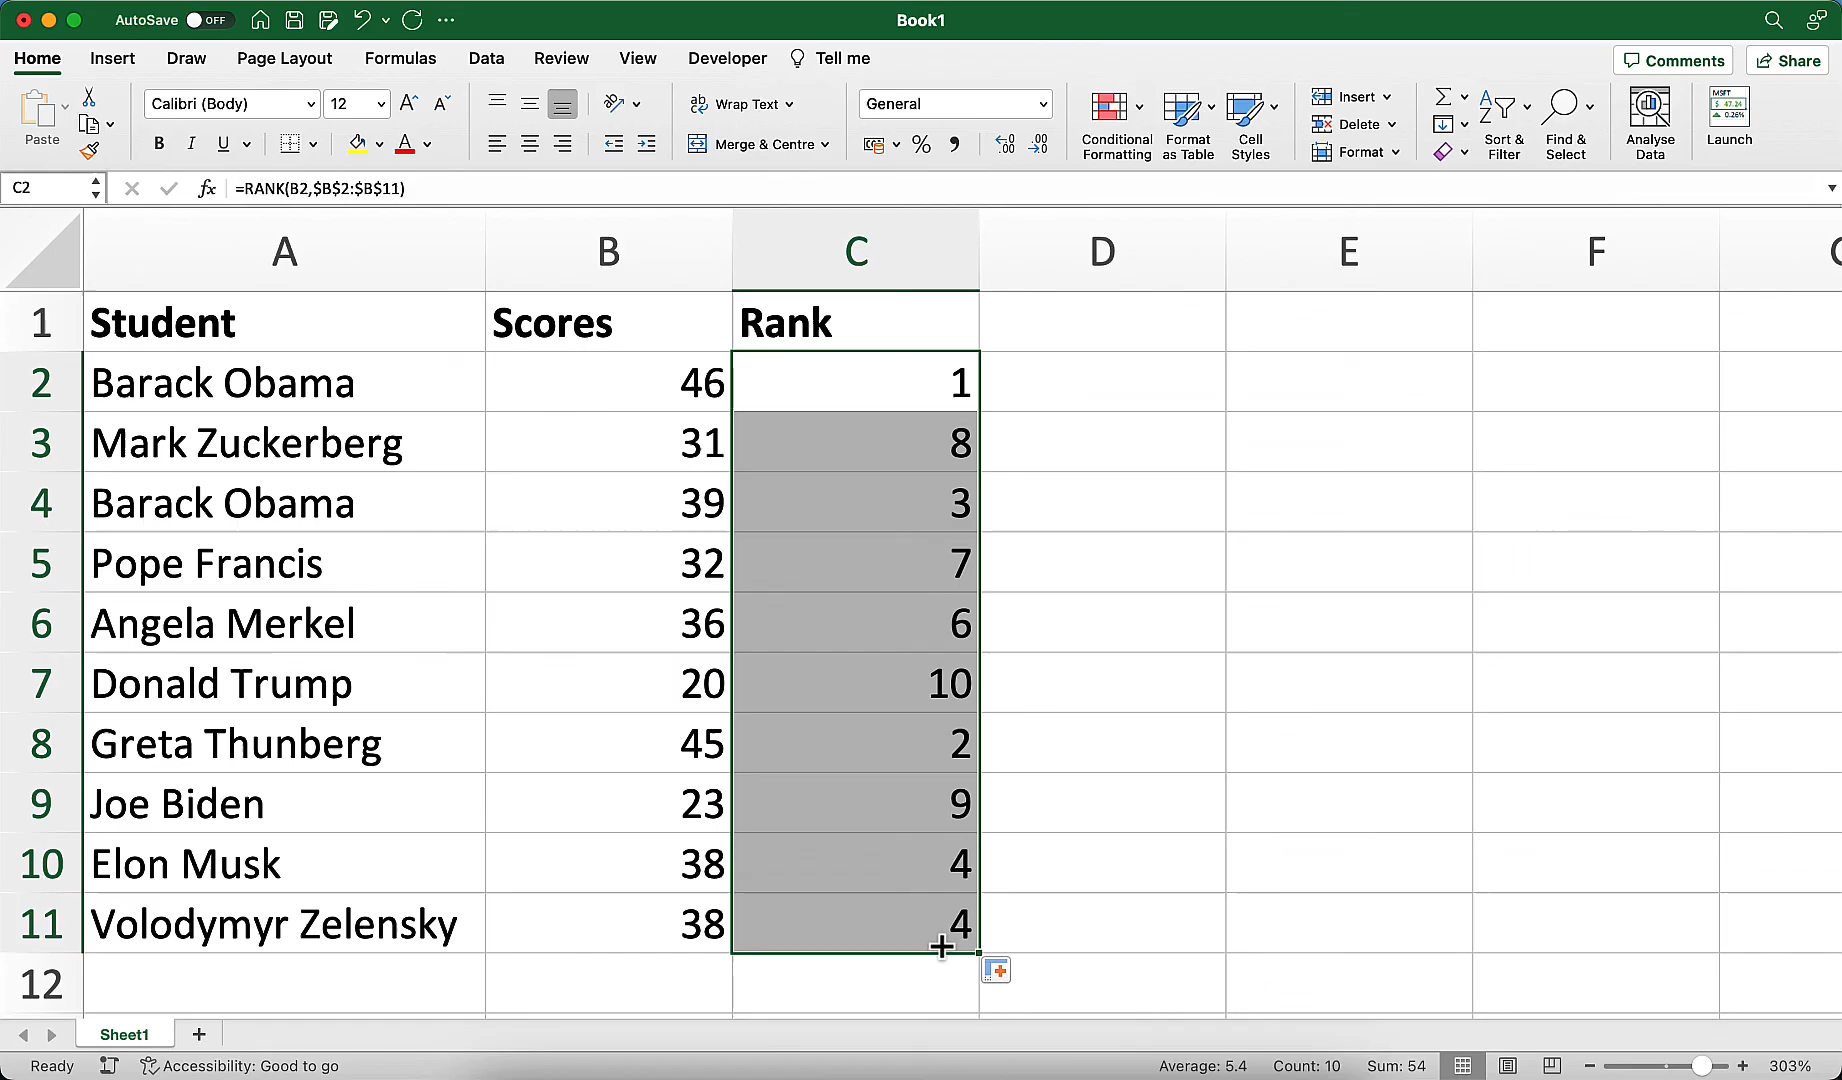 AutoSave OFF Book1
Home Insert Draw Page Layout Formulas Data Review View Developer Tell me Comments Share
Calibri (Body) 12 Wrap Text General MSFT
$ 47.24
0.26%
Insert
Delete
Format
Paste B I U Merge & Centre % Conditional Formatting Format as Table Cell Styles Sort & Filter Find & Select Analyse Data Launch
C2 fx =RANK(B2,$B$2:$B$11)
A B C D E F
1 Student Scores Rank
2 Barack Obama 46 1
3 Mark Zuckerberg 31 8
4 Barack Obama 39 3
5 Pope Francis 32 7
6 Angela Merkel 36 6
7 Donald Trump 20 10
8 Greta Thunberg 45 2
9 Joe Biden 23 9
10 Elon Musk 38 4
11 Volodymyr Zelensky 38 4
12
Sheet1 +
Ready Accessibility: Good to go Average: 5.4 Count: 10 Sum: 54 303%